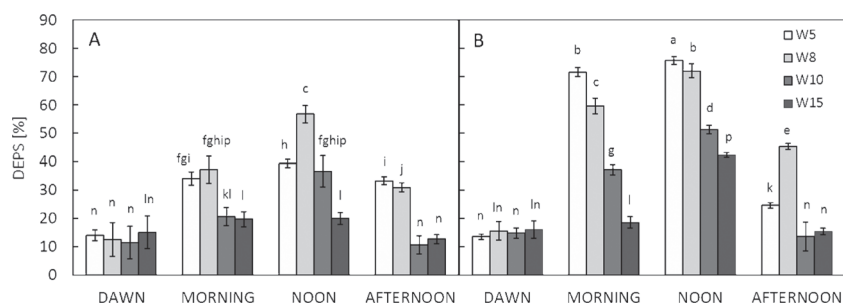 DEPS [%]
90
80
70
60
50
40
30
20
10
0
A
n n n ln
fgi fghip kl l
h c fghip l
i j n n
DAWN MORNING NOON AFTERNOON
B
n ln n ln
b c g l
a b d p
k e n n
DAWN MORNING NOON AFTERNOON
W5
W8
W10
W15